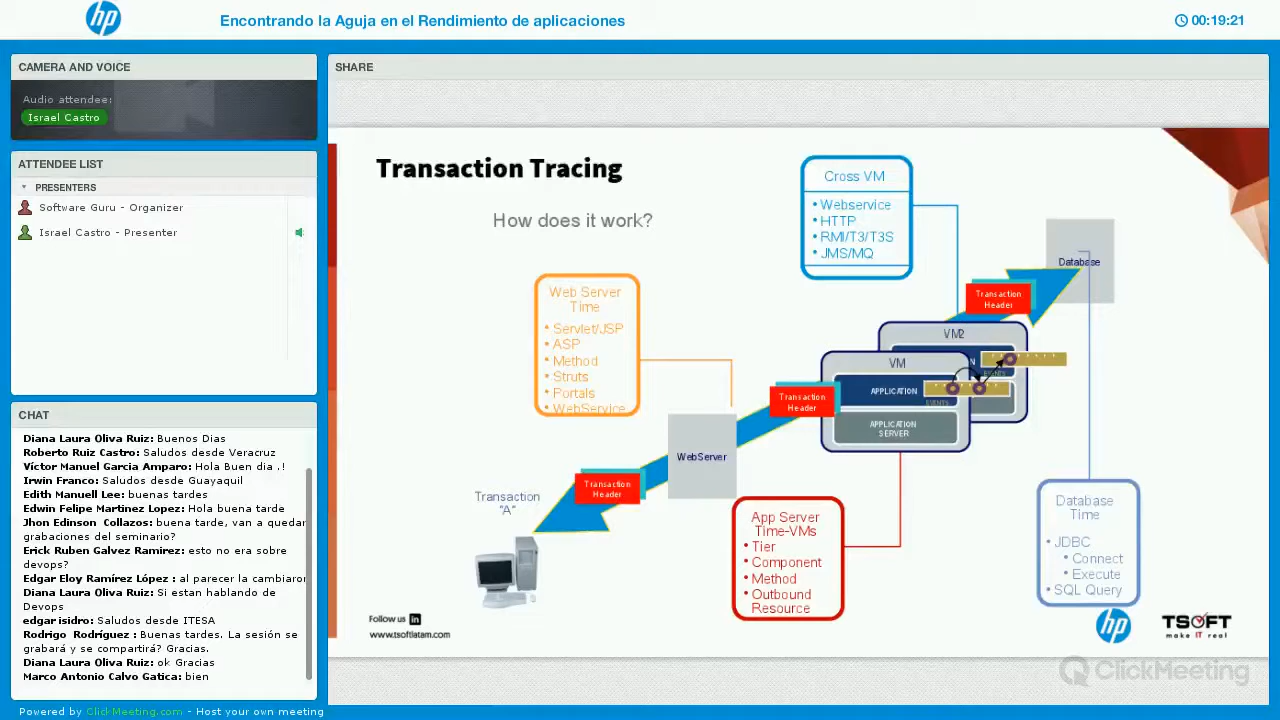 hp
Encontrando la Aguja en el Rendimiento de aplicaciones
00:19:21
CAMERA AND VOICE
Audio attendee:
Israel Castro
ATTENDEE LIST
PRESENTERS
Software Guru - Organizer
Israel Castro - Presenter
CHAT
Diana Laura Oliva Ruiz: Buenos Dias
Roberto Ruiz Castro: Saludos desde Veracruz
Víctor Manuel Garcia Amparo: Hola Buen dia .!
Irwin Franco: Saludos desde Guayaquil
Edith Manuell Lee: buenas tardes
Edwin Felipe Martinez Lopez: Hola buena tarde
Jhon Edinson Collazos: buena tarde, van a quedar
grabaciones del seminario?
Erick Ruben Galvez Ramirez: esto no era sobre
devops?
Edgar Eloy Ramírez López : al parecer la cambiaron
Diana Laura Oliva Ruiz: Si estan hablando de
Devops
edgar isidro: Saludos desde ITESA
Rodrigo Rodríguez : Buenas tardes. La sesión se
grabará y se compartirá? Gracias.
Diana Laura Oliva Ruiz: ok Gracias
Marco Antonio Calvo Gatica: bien
Powered by ClickMeeting.com - Host your own meeting
SHARE
Transaction Tracing
How does it work?
Cross VM
• Webservice
• HTTP
• RMI/T3/T3S
• JMS/MQ
Database
Transaction
Header
Web Server
Time
• Servlet/JSP
• ASP
• Method
• Struts
• Portals
• WebService
VM2
EVENTS
VM
APPLICATION
EVENTS
APPLICATION
SERVER
Transaction
Header
WebServer
Transaction
Header
Transaction
"A"
App Server
Time-VMs
• Tier
• Component
• Method
• Outbound
Resource
Database
Time
• JDBC
• Connect
• Execute
• SQL Query
Follow us in
www.tsoftlatam.com
hp
TSOFT
make IT real
ClickMeeting